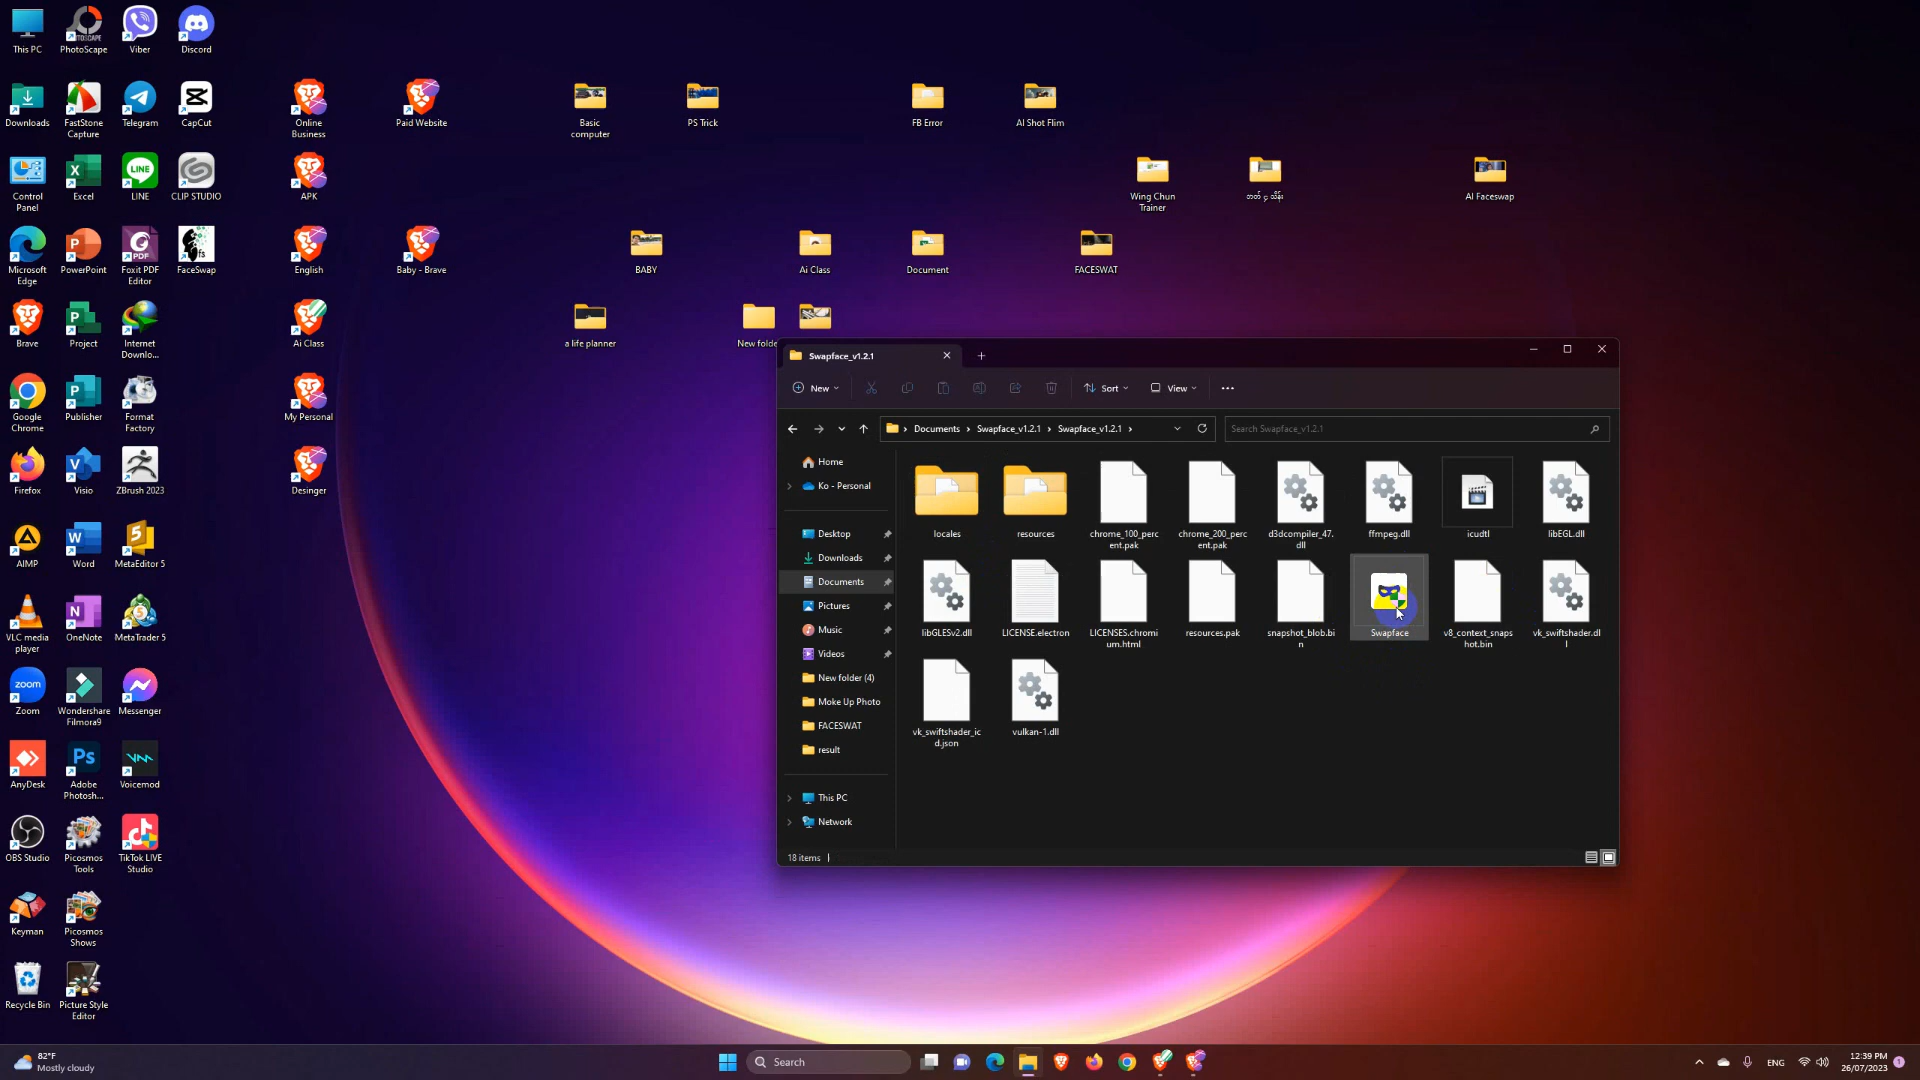 This PC
PhotoScape
Viber
Discord
Downloads
FastStone
Capture
Telegram
CapCut
Online
Business
Paid Website
Basic
computer
PS Trick
FB Error
AI Shot Flim
Control
Panel
Excel
LINE
CLIP STUDIO
APK
Wing Chun
Trainer
AI Faceswap
Microsoft
Edge
PowerPoint
Foxit PDF
Editor
FaceSwap
English
Baby - Brave
BABY
Ai Class
Document
FACESWAT
Brave
Project
Internet
Downlo...
Ai Class
a life planner
New folde
Google
Chrome
Publisher
Format
Factory
My Personal
Firefox
Visio
ZBrush 2023
Desinger
AIMP
Word
MetaEditor 5
VLC media
player
OneNote
MetaTrader 5
Zoom
Wondershare
Filmora9
Messenger
AnyDesk
Adobe
Photosh...
Voicemod
OBS Studio
Picosmos
Tools
TikTok LIVE
Studio
Keyman
Picosmos
Shows
Recycle Bin
Picture Style
Editor
Swapface_v1.2.1
New
Sort
View
Documents
Swapface_v1.2.1
Swapface_v1.2.1
Search Swapface_v1.2.1
Home
Ko - Personal
Desktop
Downloads
Documents
Pictures
Music
Videos
New folder (4)
Moke Up Photo
FACESWAT
result
This PC
Network
locales
resources
chrome_100_perc
ent.pak
chrome_200_perc
ent.pak
d3dcompiler_47.
dll
ffmpeg.dll
icudtl
libEGL.dll
libGLESv2.dll
LICENSE.electron
LICENSES.chromi
um.html
resources.pak
snapshot_blob.bi
n
Swapface
v8_context_snaps
hot.bin
vk_swiftshader.dl
l
vk_swiftshader_ic
d.json
vulkan-1.dll
18 items
82°F
Mostly cloudy
Search
ENG
12:39 PM
26/07/2023
1